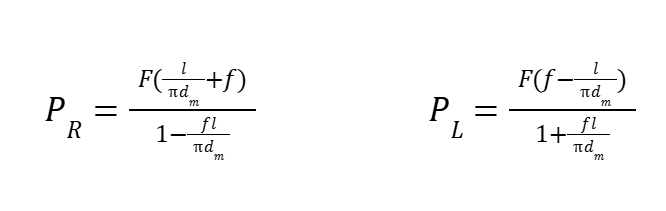 P_R = F(l/πd_m+f) / 1−fl/πd_m
P_L = F(f−l/πd_m) / 1+fl/πd_m